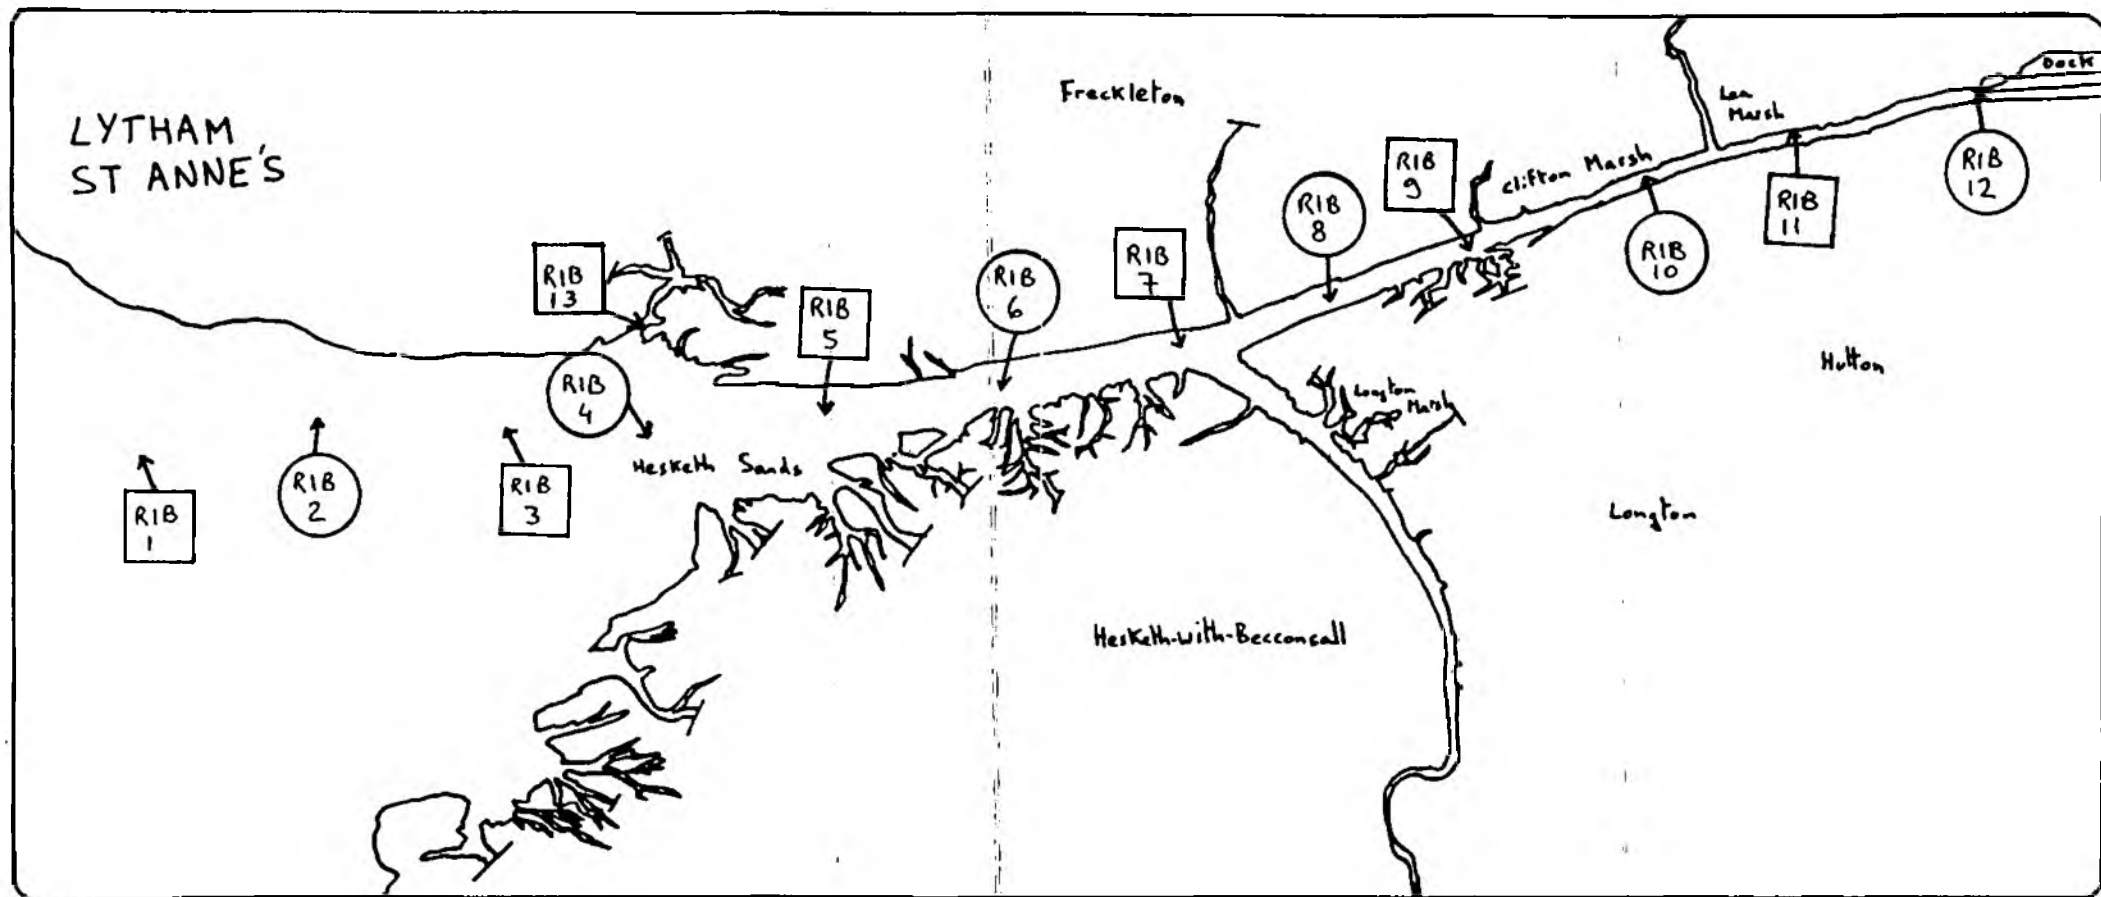 LYTHAM
ST ANNE'S
Freckleton
Dock
Lea
Marsh
Clifton Marsh
RIB
9
RIB
12
RIB
8
RIB
11
RIB
10
RIB
7
RIB
13
RIB
6
RIB
5
RIB
4
Longton
Marsh
Hutton
Hesketh Sands
RIB
1
RIB
2
RIB
3
Longton
Hesketh-with-Becconsall